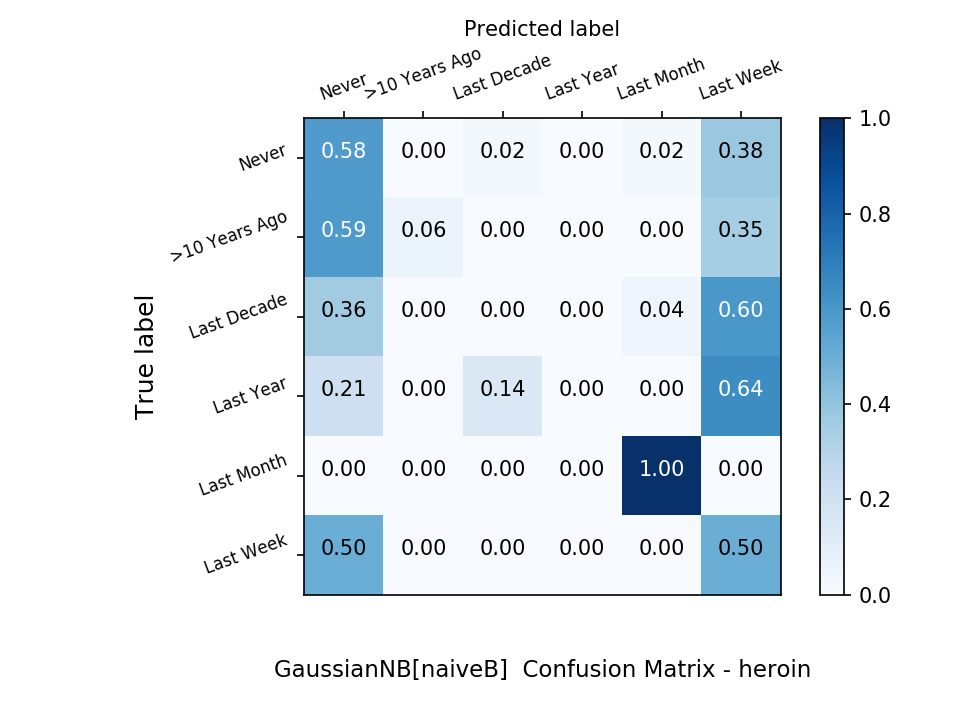 Predicted label
Never >10 Years Ago Last Decade Last Year Last Month Last Week
1.0
Never 0.58 0.00 0.02 0.00 0.02 0.38
0.8
>10 Years Ago 0.59 0.06 0.00 0.00 0.00 0.35
0.6
Last Decade 0.36 0.00 0.00 0.00 0.04 0.60
True label
Last Year 0.21 0.00 0.14 0.00 0.00 0.64
0.4
Last Month 0.00 0.00 0.00 0.00 1.00 0.00
0.2
Last Week 0.50 0.00 0.00 0.00 0.00 0.50
0.0
GaussianNB[naiveB]  Confusion Matrix - heroin